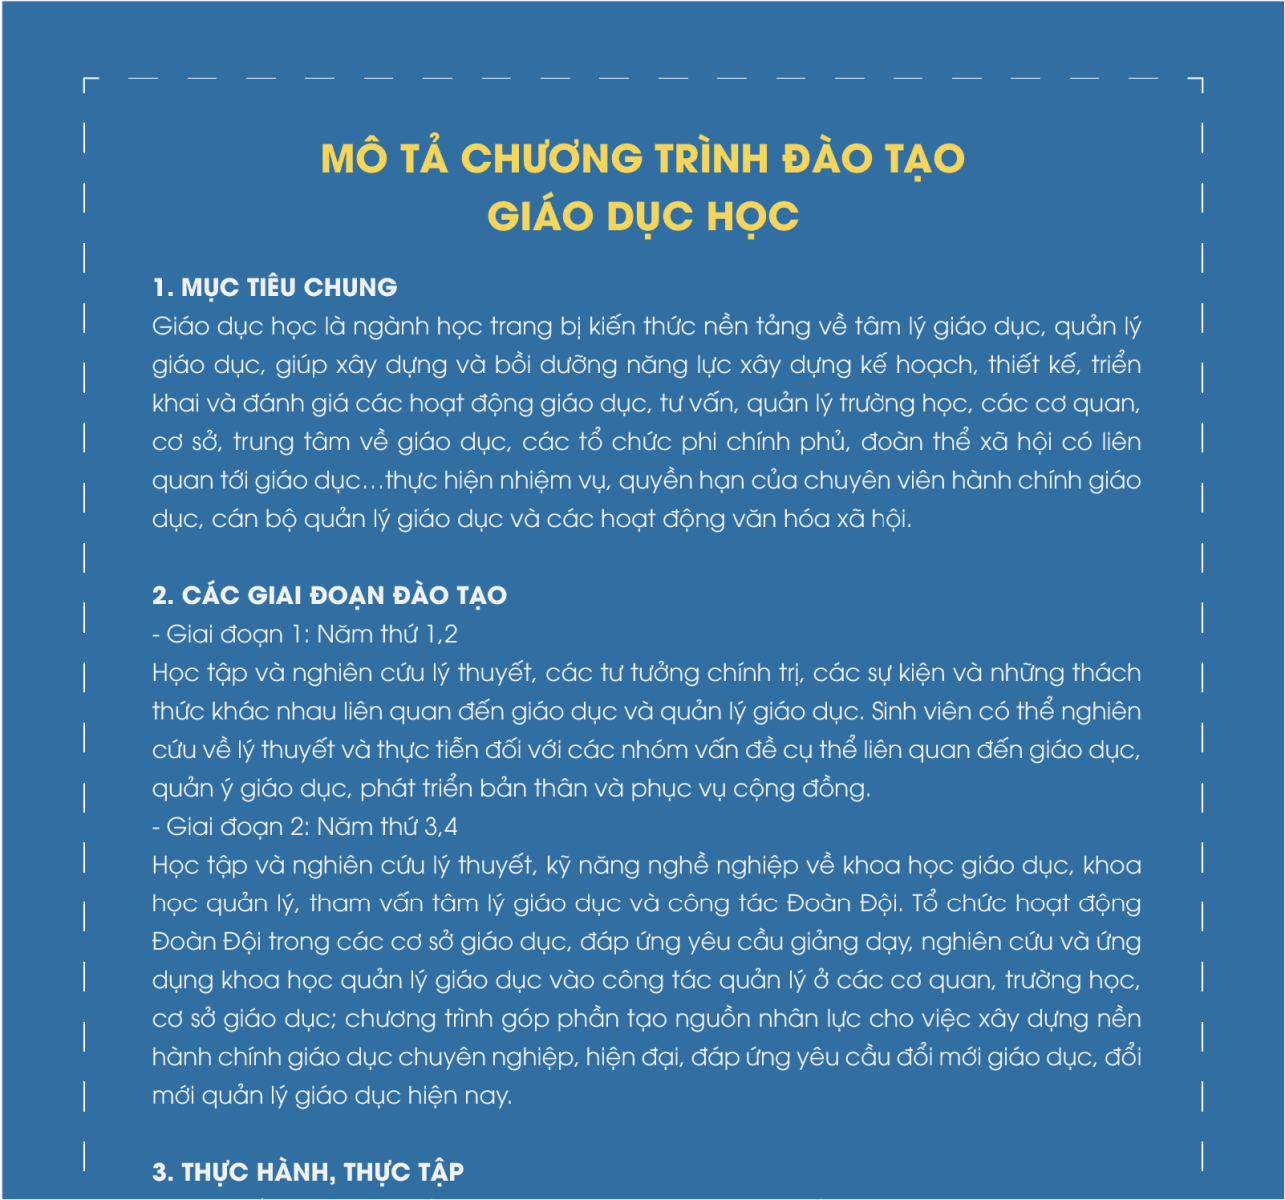 MÔ TẢ CHƯƠNG TRÌNH ĐÀO TẠO
GIÁO DỤC HỌC
1. MỤC TIÊU CHUNG
Giáo dục học là ngành học trang bị kiến thức nền tảng về tâm lý giáo dục, quản lý
giáo dục, giúp xây dựng và bồi dưỡng năng lực xây dựng kế hoạch, thiết kế, triển
khai và đánh giá các hoạt động giáo dục, tư vấn, quản lý trường học, các cơ quan,
cơ sở, trung tâm về giáo dục, các tổ chức phi chính phủ, đoàn thể xã hội có liên
quan tới giáo dục...thực hiện nhiệm vụ, quyền hạn của chuyên viên hành chính giáo
dục, cán bộ quản lý giáo dục và các hoạt động văn hóa xã hội.
2. CÁC GIAI ĐOẠN ĐÀO TẠO
- Giai đoạn 1: Năm thứ 1,2
Học tập và nghiên cứu lý thuyết, các tư tưởng chính trị, các sự kiện và những thách
thức khác nhau liên quan đến giáo dục và quản lý giáo dục. Sinh viên có thể nghiên
cứu về lý thuyết và thực tiễn đối với các nhóm vấn đề cụ thể liên quan đến giáo dục,
quản ý giáo dục, phát triển bản thân và phục vụ cộng đồng.
- Giai đoạn 2: Năm thứ 3,4
Học tập và nghiên cứu lý thuyết, kỹ năng nghề nghiệp về khoa học giáo dục, khoa
học quản lý, tham vấn tâm lý giáo dục và công tác Đoàn Đội. Tổ chức hoạt động
Đoàn Đội trong các cơ sở giáo dục, đáp ứng yêu cầu giảng dạy, nghiên cứu và ứng
dụng khoa học quản lý giáo dục vào công tác quản lý ở các cơ quan, trường học,
cơ sở giáo dục; chương trình góp phần tạo nguồn nhân lực cho việc xây dựng nền
hành chính giáo dục chuyên nghiệp, hiện đại, đáp ứng yêu cầu đổi mới giáo dục, đổi
mới quản lý giáo dục hiện nay.
3. THỰC HÀNH, THỰC TẬP